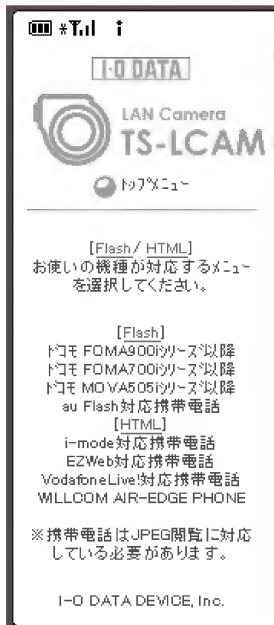 I-O DATA
LAN Camera
TS-LCAM
トップメニュー
[Flash/ HTML]
お使いの機種が対応するメニュー
を選択してください。
[Flash]
ドコモ FOMA900iシリーズ以降
ドコモ FOMA700iシリーズ以降
ドコモ MOVA505iシリーズ以降
au Flash対応携帯電話
[HTML]
i-mode対応携帯電話
EZWeb対応携帯電話
VodafoneLive!対応携帯電話
WILLCOM AIR-EDGE PHONE
※携帯電話はJPEG閲覧に対応
している必要があります。
I-O DATA DEVICE, Inc.